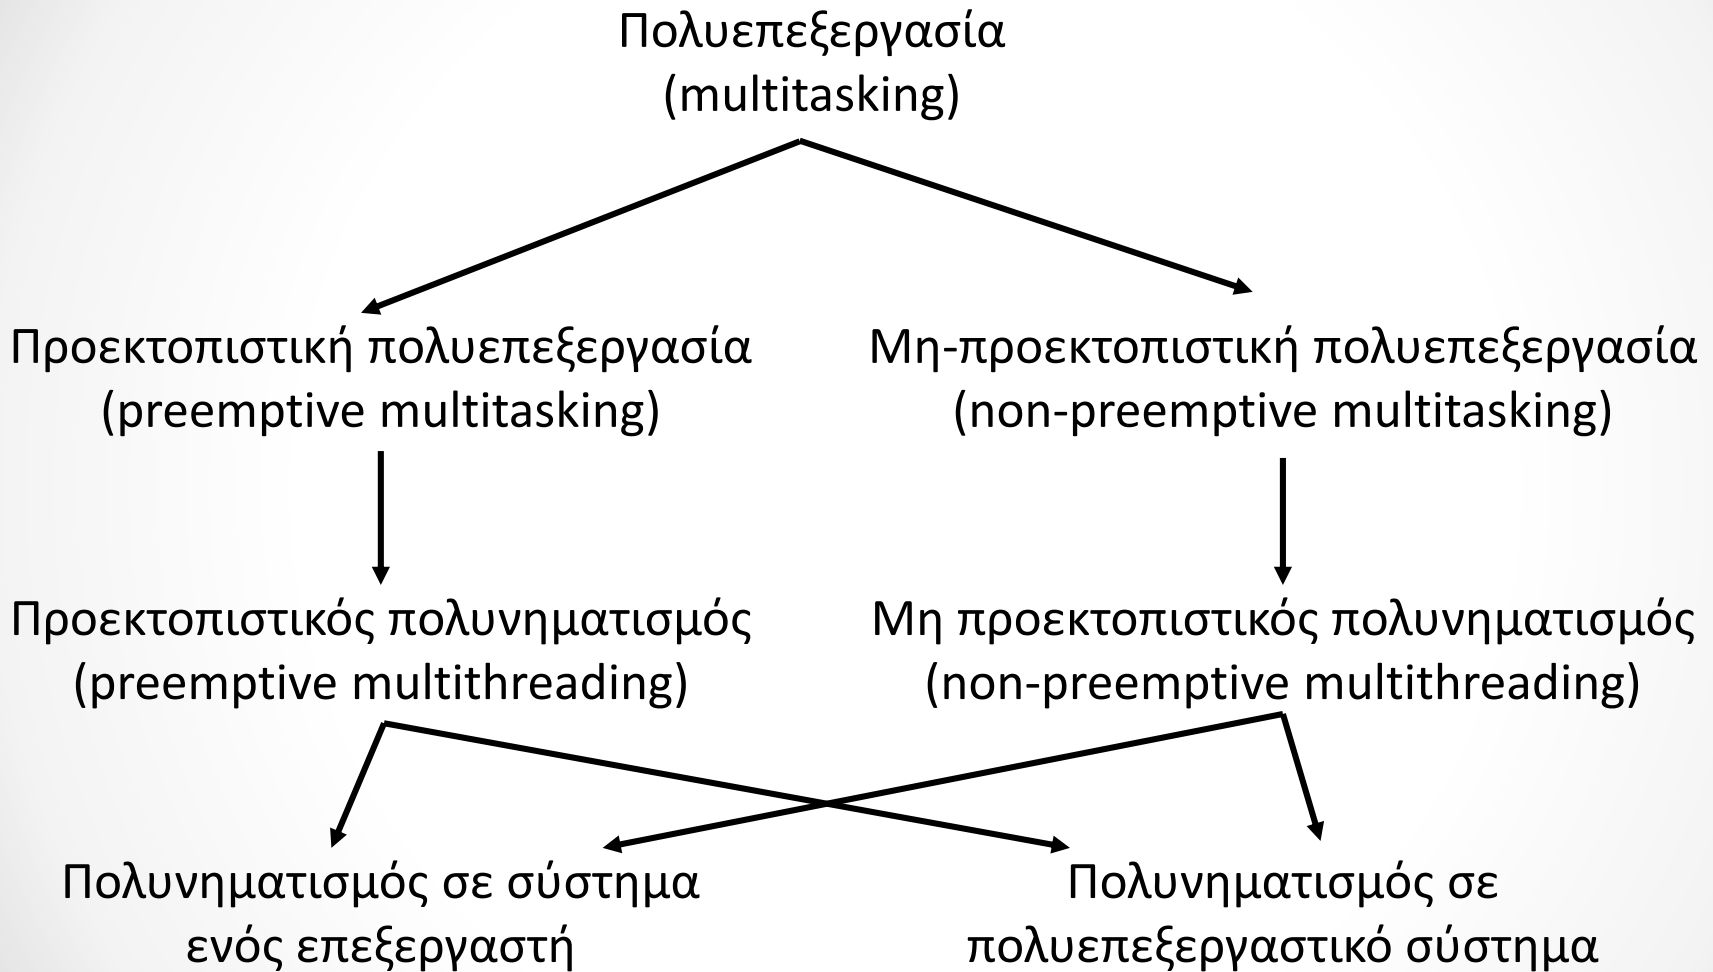 Πολυεπεξεργασία
(multitasking)
Προεκτοπιστική πολυεπεξεργασία
(preemptive multitasking)
Μη-προεκτοπιστική πολυεπεξεργασία
(non-preemptive multitasking)
Προεκτοπιστικός πολυνηματισμός
(preemptive multithreading)
Μη προεκτοπιστικός πολυνηματισμός
(non-preemptive multithreading)
Πολυνηματισμός σε σύστημα
ενός επεξεργαστή
Πολυνηματισμός σε
πολυεπεξεργαστικό σύστημα